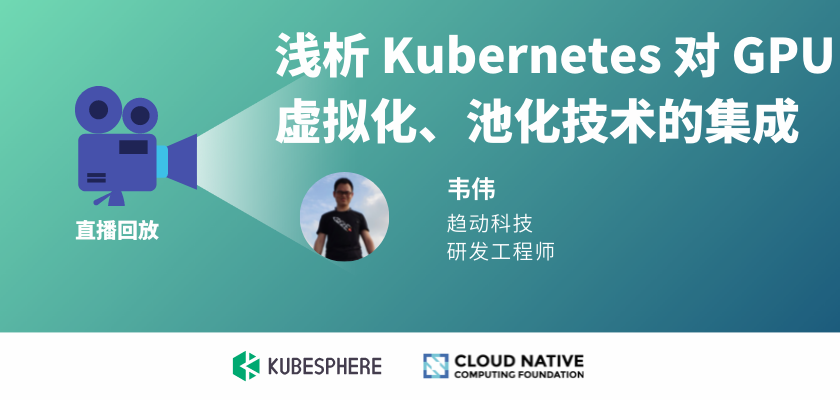 浅析 Kubernetes 对 GPU
虚拟化、池化技术的集成
韦伟
趋动科技
研发工程师
直播回放
KUBESPHERE
CLOUD NATIVE
COMPUTING FOUNDATION